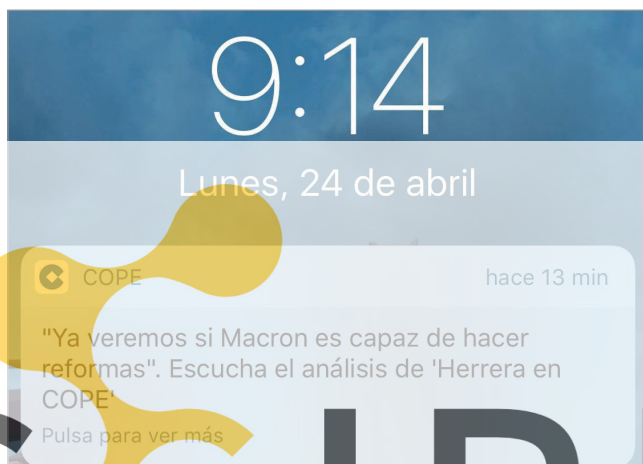 9:14
Lunes, 24 de abril
COPE hace 13 min
"Ya veremos si Macron es capaz de hacer
reformas". Escucha el análisis de 'Herrera en
COPE'
Pulsa para ver más